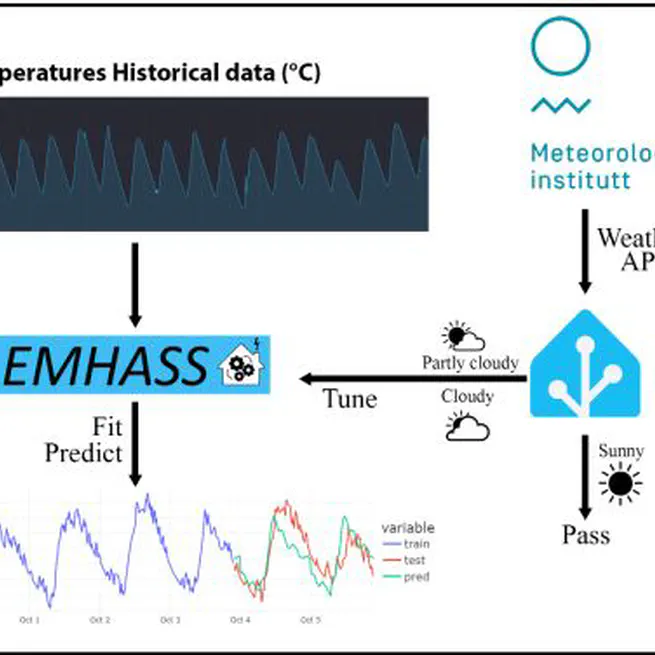 peratures Historical data (°C)
Meteorolo
institutt
Weath
AP
EMHASS
Partly cloudy
Tune
Cloudy
Fit
Predict
Sunny
Pass
variable
train
test
pred
Oct 1
Oct 2
Oct 3
Oct 4
Oct 5